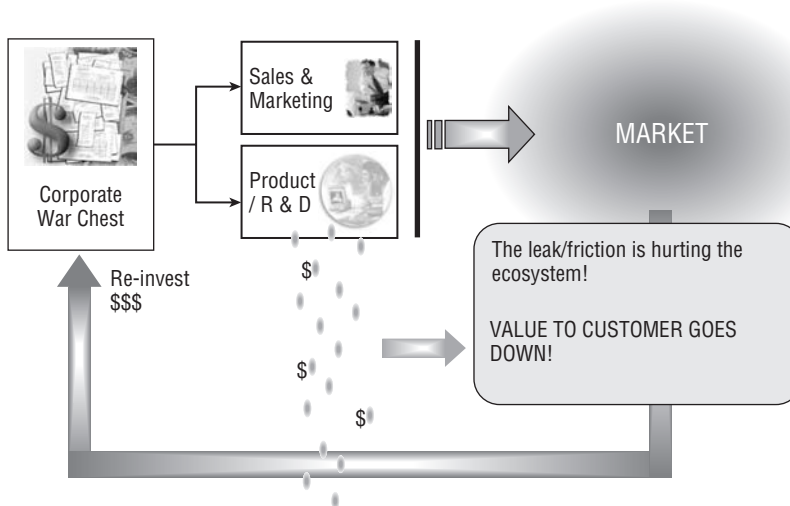 Corporate
War Chest
Sales &
Marketing
Product
/ R & D
MARKET
Re-invest
$$$
$
$
$
The leak/friction is hurting the
ecosystem!
VALUE TO CUSTOMER GOES
DOWN!